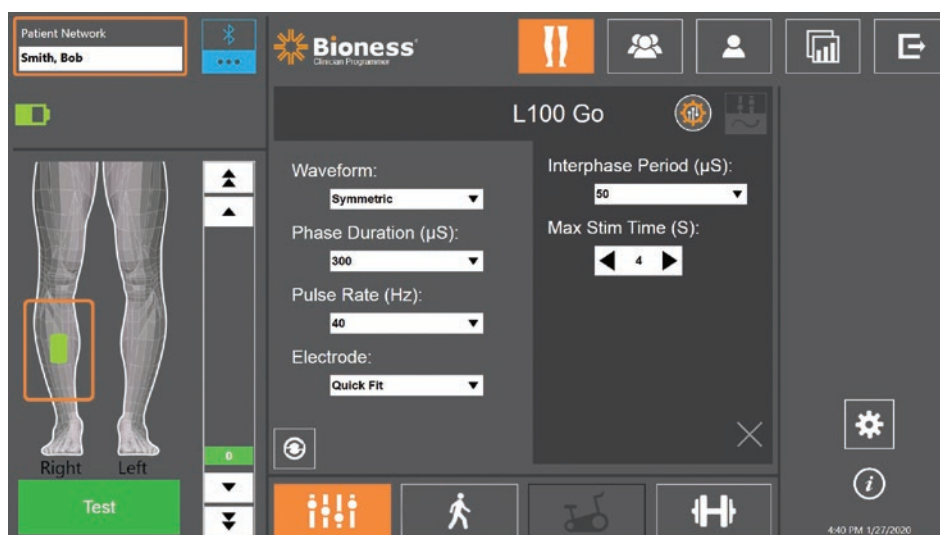 Patient Network
Smith, Bob
Bioness
Clinician Programmer
L100 Go
Waveform:
Symmetric
Phase Duration (µS):
300
Pulse Rate (Hz):
40
Electrode:
Quick Fit
Interphase Period (µS):
50
Max Stim Time (S):
4
Right Left
0
Test
4:40 PM 1/27/2020